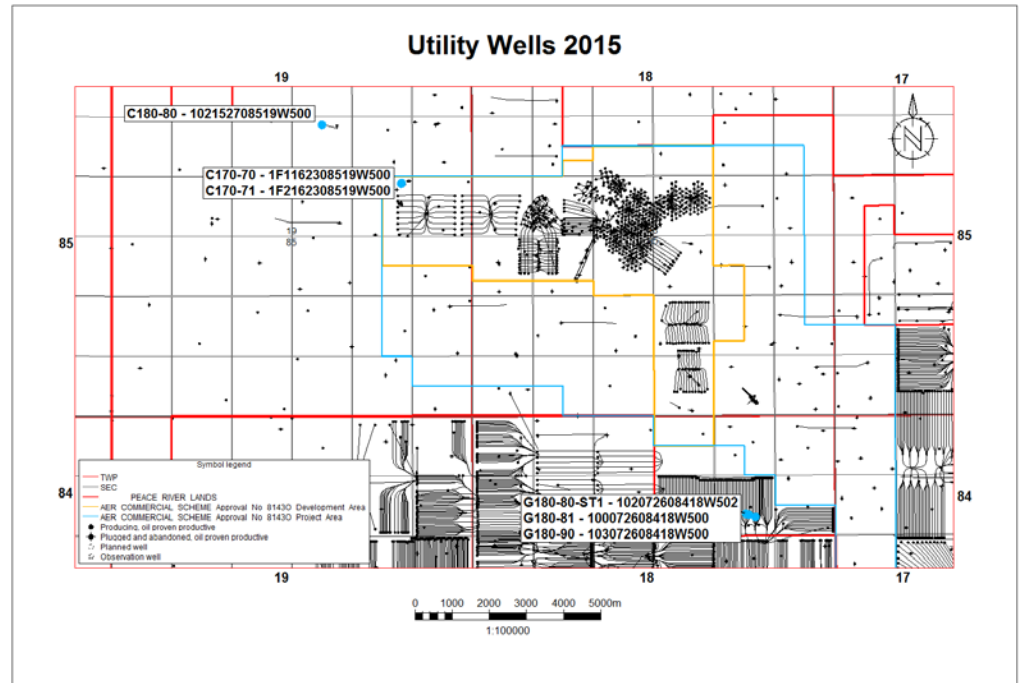 Utility Wells 2015
19 18 17
C180-80 - 102152708519W500
N
C170-70 - 1F1162308519W500
C170-71 - 1F2162308519W500
19
85
85 85
Symbol legend
TWP
SEC
PEACE RIVER LANDS
AER COMMERCIAL SCHEME Approval No 81430 Development Area
AER COMMERCIAL SCHEME Approval No 81430 Project Area
Producing, oil proven productive
Plugged and abandoned, oil proven productive
Planned well
Observation well
84 84
G180-80-ST1 - 102072608418W502
G180-81 - 100072608418W500
G180-90 - 103072608418W500
19 18 17
0 1000 2000 3000 4000 5000m
1:100000